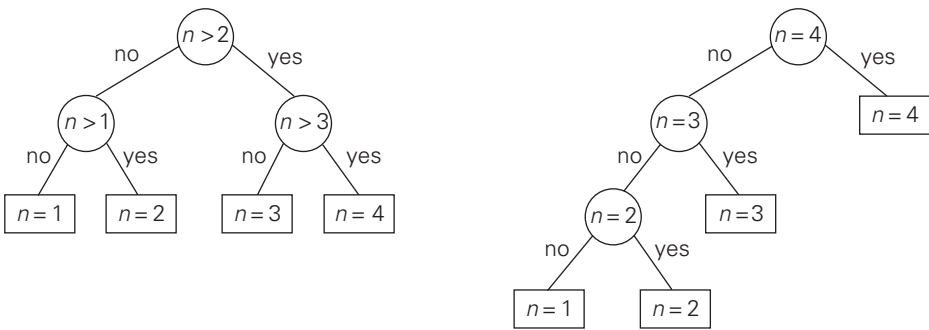 n > 2
no
yes
n > 1
n > 3
no
yes
no
yes
n = 1
n = 2
n = 3
n = 4
n = 4
no
yes
n = 3
n = 4
no
yes
n = 2
n = 3
no
yes
n = 1
n = 2